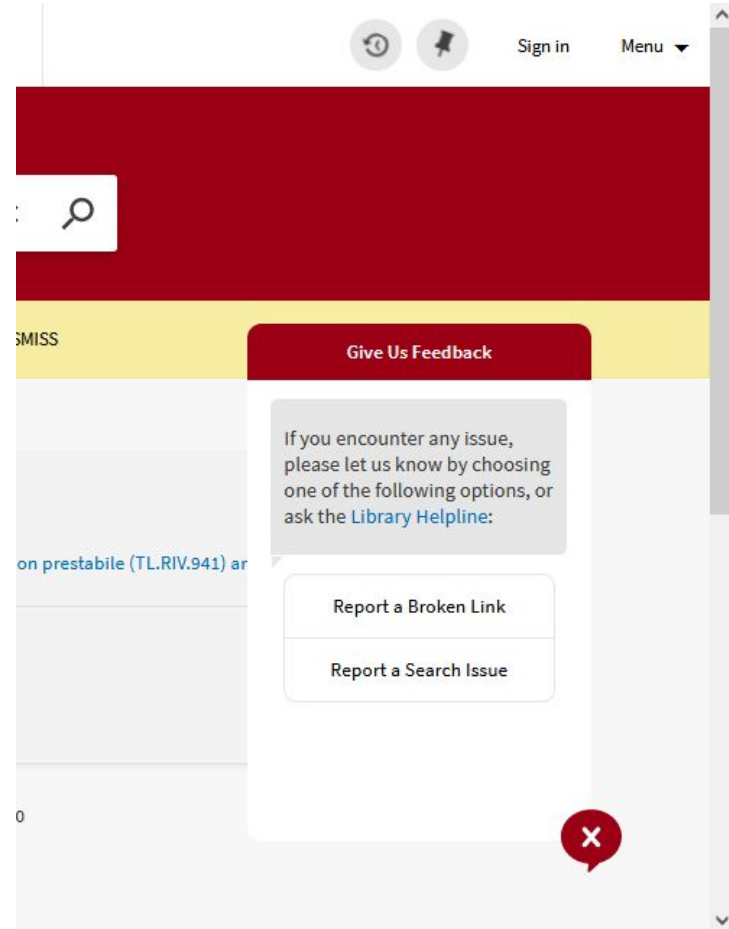 Sign in
Menu
:
SMISS
Give Us Feedback
If you encounter any issue,
please let us know by choosing
one of the following options, or
ask the Library Helpline:
on prestabile (TL.RIV.941) ar
Report a Broken Link
Report a Search Issue
0